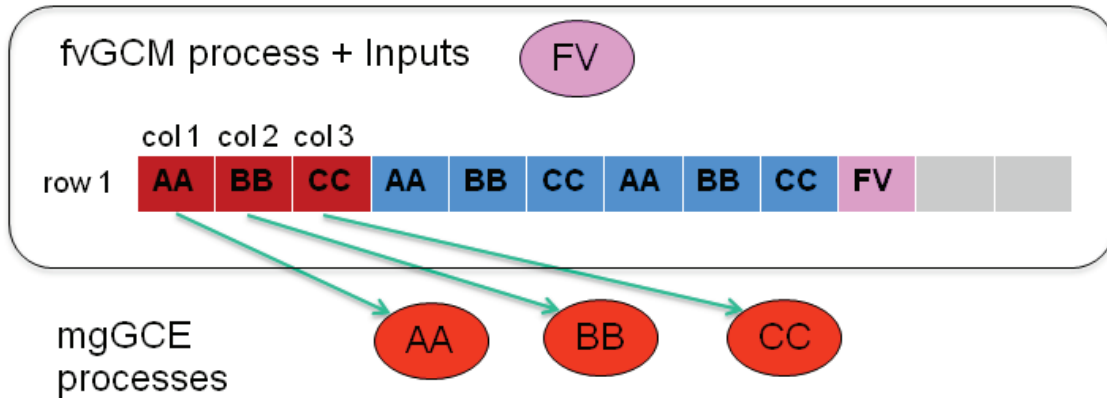 fvGCM process + Inputs FV
col 1 col 2 col 3
row 1 AA BB CC AA BB CC AA BB CC FV
AA BB CC
mgGCE
processes